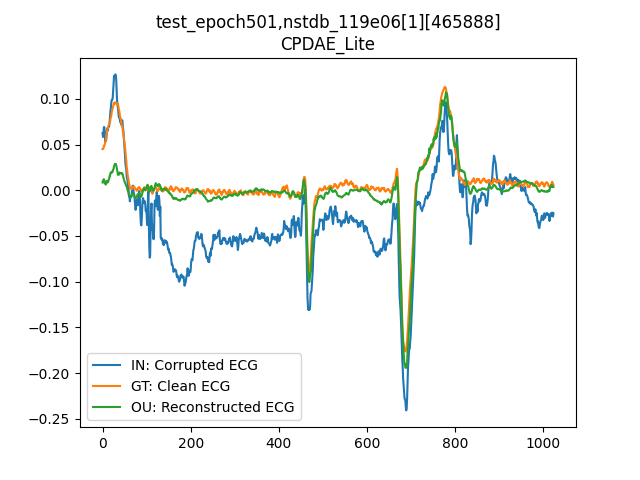 test_epoch501,nstdb_119e06[1][465888]
CPDAE_Lite
0.10
0.05
0.00
−0.05
−0.10
−0.15
−0.20
−0.25
IN: Corrupted ECG
GT: Clean ECG
OU: Reconstructed ECG
0 200 400 600 800 1000